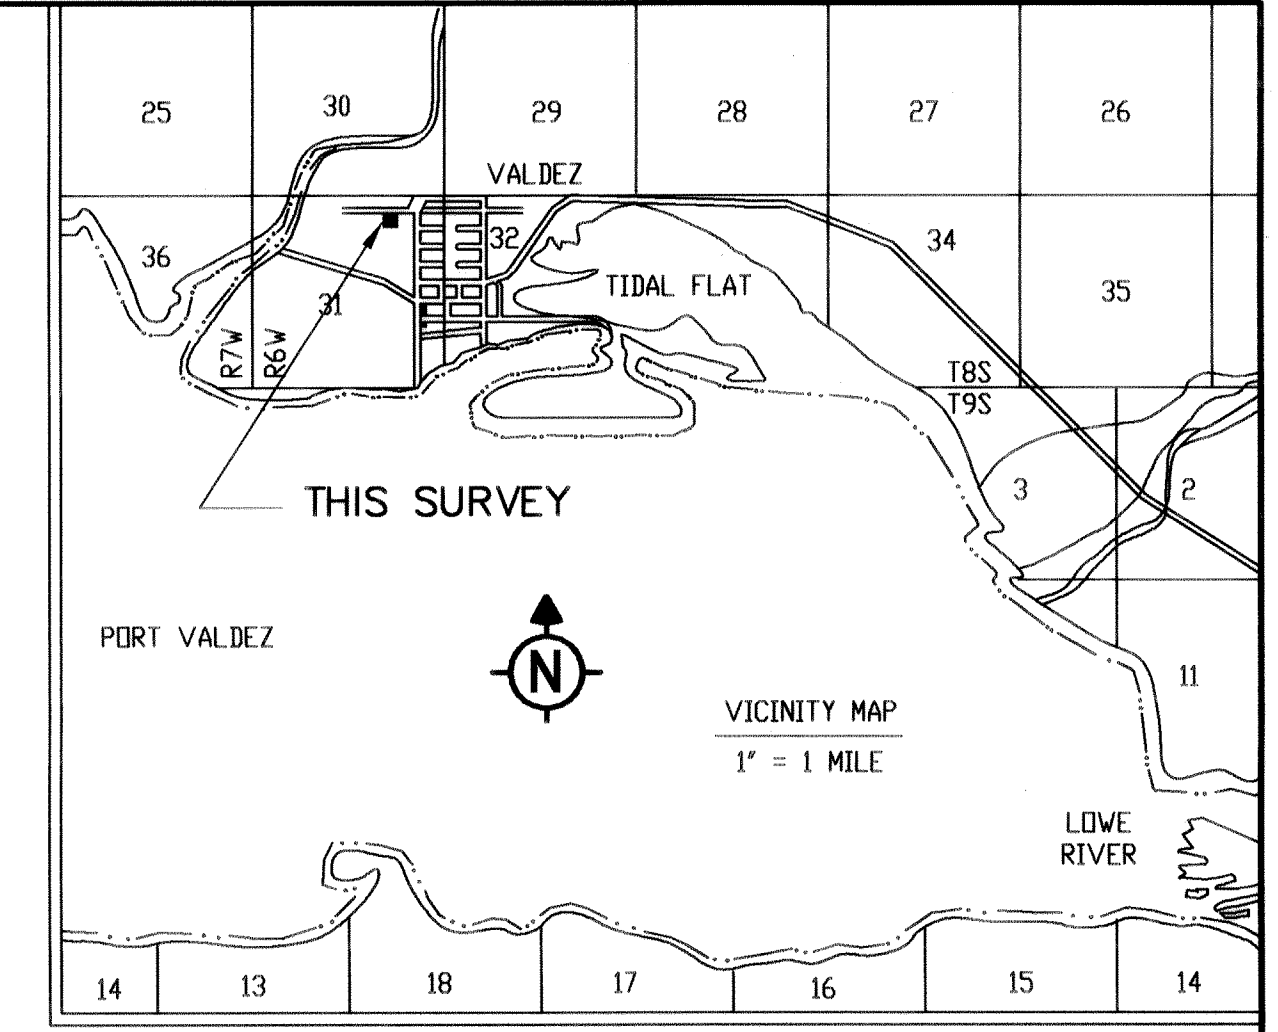 25
30
29
28
27
26
VALDEZ
36
31
32
34
35
TIDAL FLAT
R7W
R6W
T8S
T9S
3
2
THIS SURVEY
PORT VALDEZ
N
11
VICINITY MAP
1" = 1 MILE
LOWE
RIVER
14
13
18
17
16
15
14